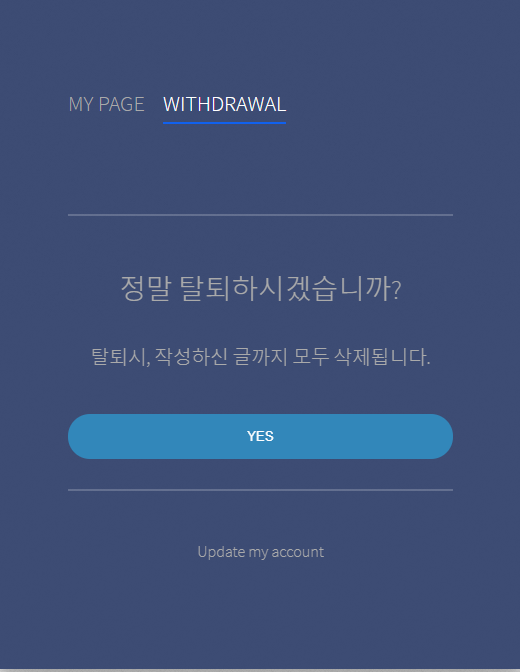 MY PAGE WITHDRAWAL
정말 탈퇴하시겠습니까?
탈퇴시, 작성하신 글까지 모두 삭제됩니다.
YES
Update my account